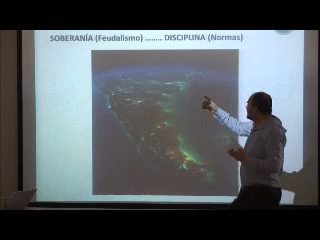 SOBERANÍA (Feudalismo) ........ DISCIPLINA (Normas)